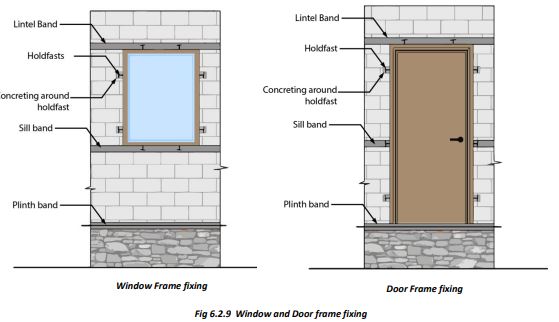 Lintel Band
Holdfasts
Concreting around
holdfast
Sill band
Plinth band
Window Frame fixing
Lintel Band
Holdfast
Concreting around
holdfast
Sill band
Plinth band
Door Frame fixing
Fig 6.2.9 Window and Door frame fixing